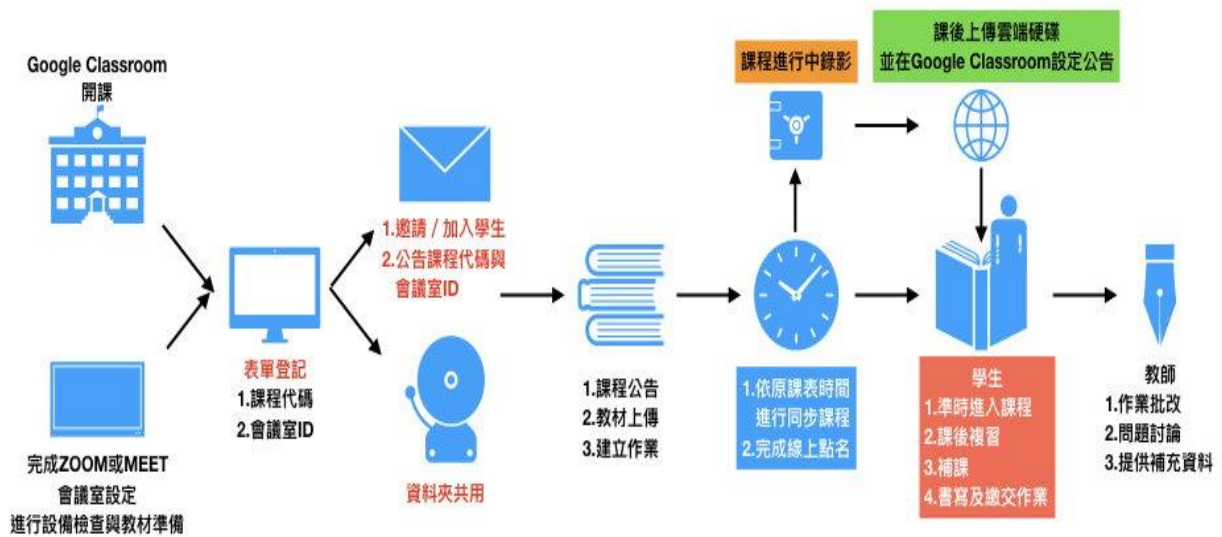 Google Classroom
開課
完成ZOOM或MEET
會議室設定
進行設備檢查與教材準備
表單登記
1.課程代碼
2.會議室ID
1.邀請 / 加入學生
2.公告課程代碼與
會議室ID
資料夾共用
1.課程公告
2.教材上傳
3.建立作業
課程進行中錄影
1.依原課表時間
進行同步課程
2.完成線上點名
課後上傳雲端硬碟
並在Google Classroom設定公告
學生
1.準時進入課程
2.課後複習
3.補課
4.書寫及繳交作業
教師
1.作業批改
2.問題討論
3.提供補充資料